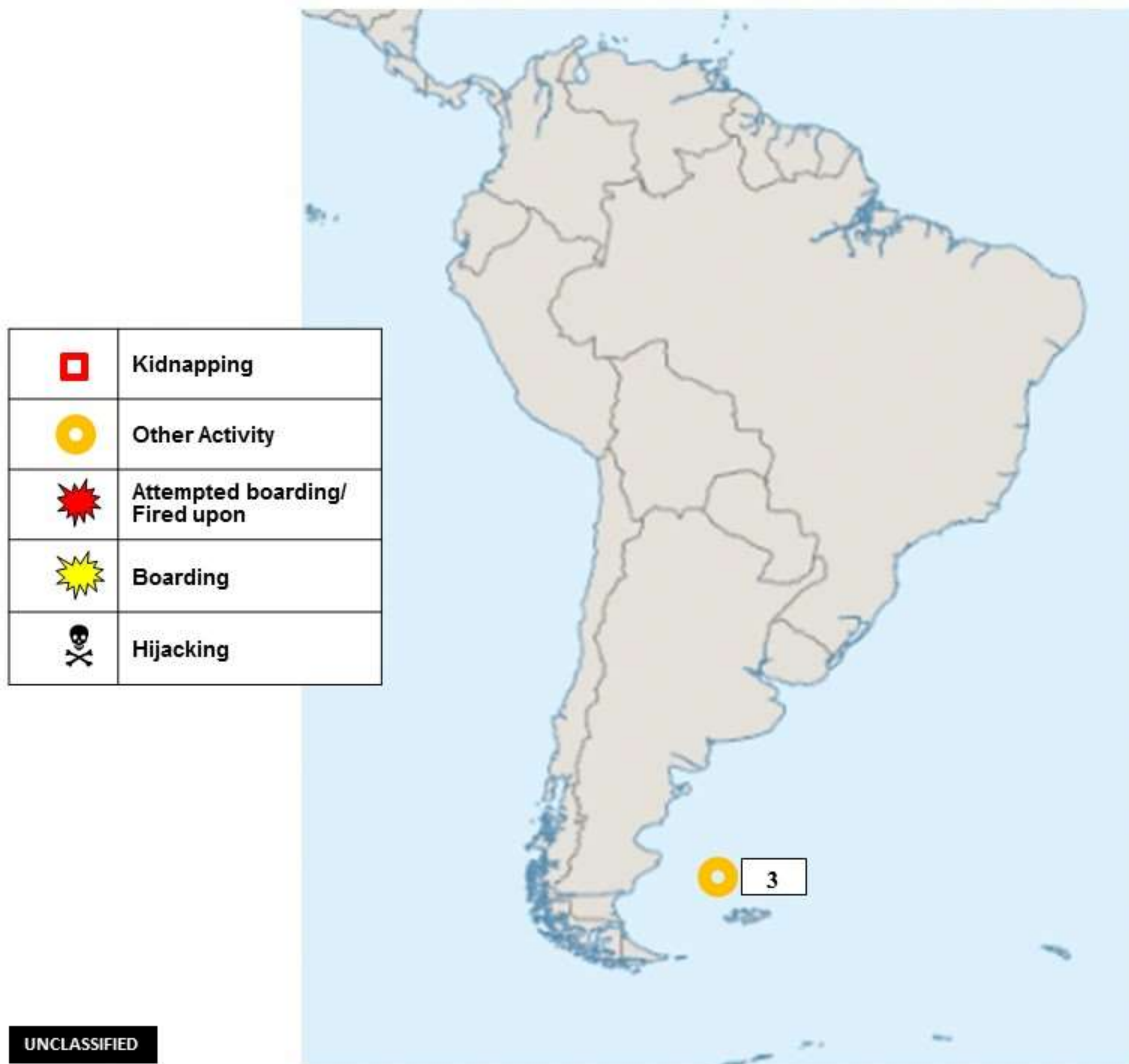 Kidnapping
Other Activity
Attempted boarding/
Fired upon
Boarding
Hijacking
3
UNCLASSIFIED